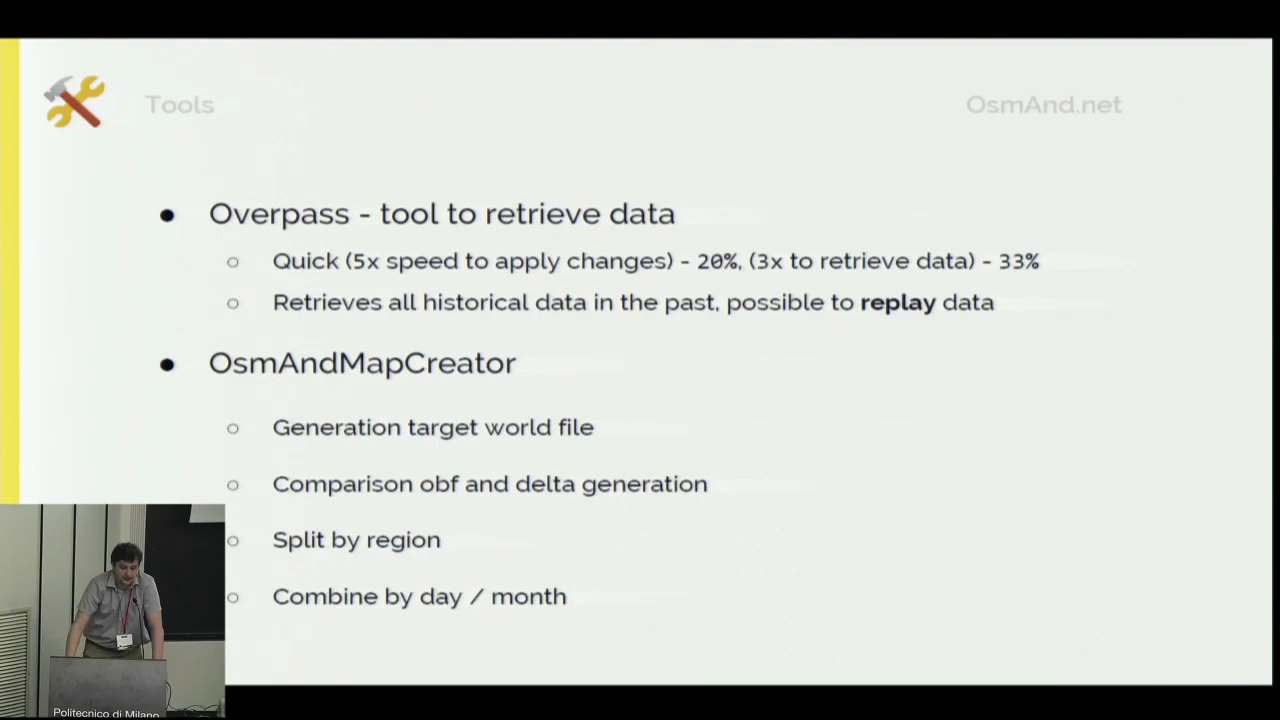 Tools
OsmAnd.net
● Overpass - tool to retrieve data
○ Quick (5x speed to apply changes) - 20%, (3x to retrieve data) - 33%
○ Retrieves all historical data in the past, possible to replay data
● OsmAndMapCreator
○ Generation target world file
○ Comparison obf and delta generation
○ Split by region
○ Combine by day / month
Politecnico di Milano